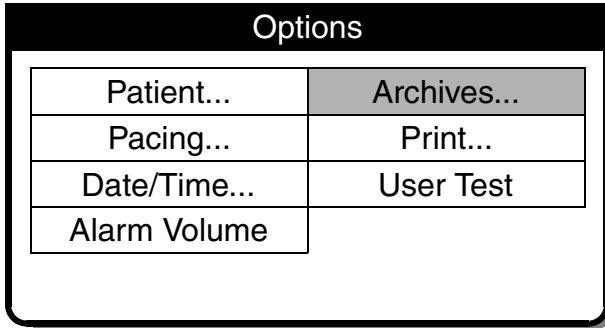 Options
Patient... Archives...
Pacing... Print...
Date/Time... User Test
Alarm Volume